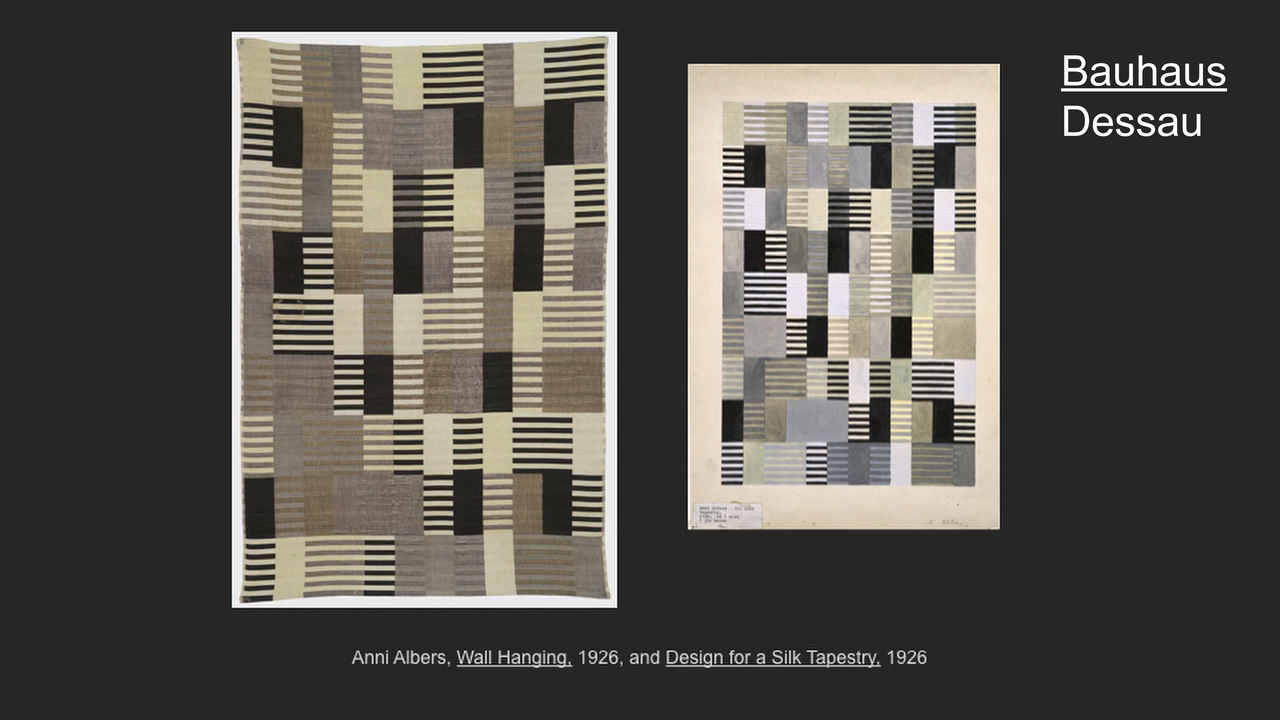 Bauhaus
Dessau
Anni Albers, Wall Hanging, 1926, and Design for a Silk Tapestry, 1926